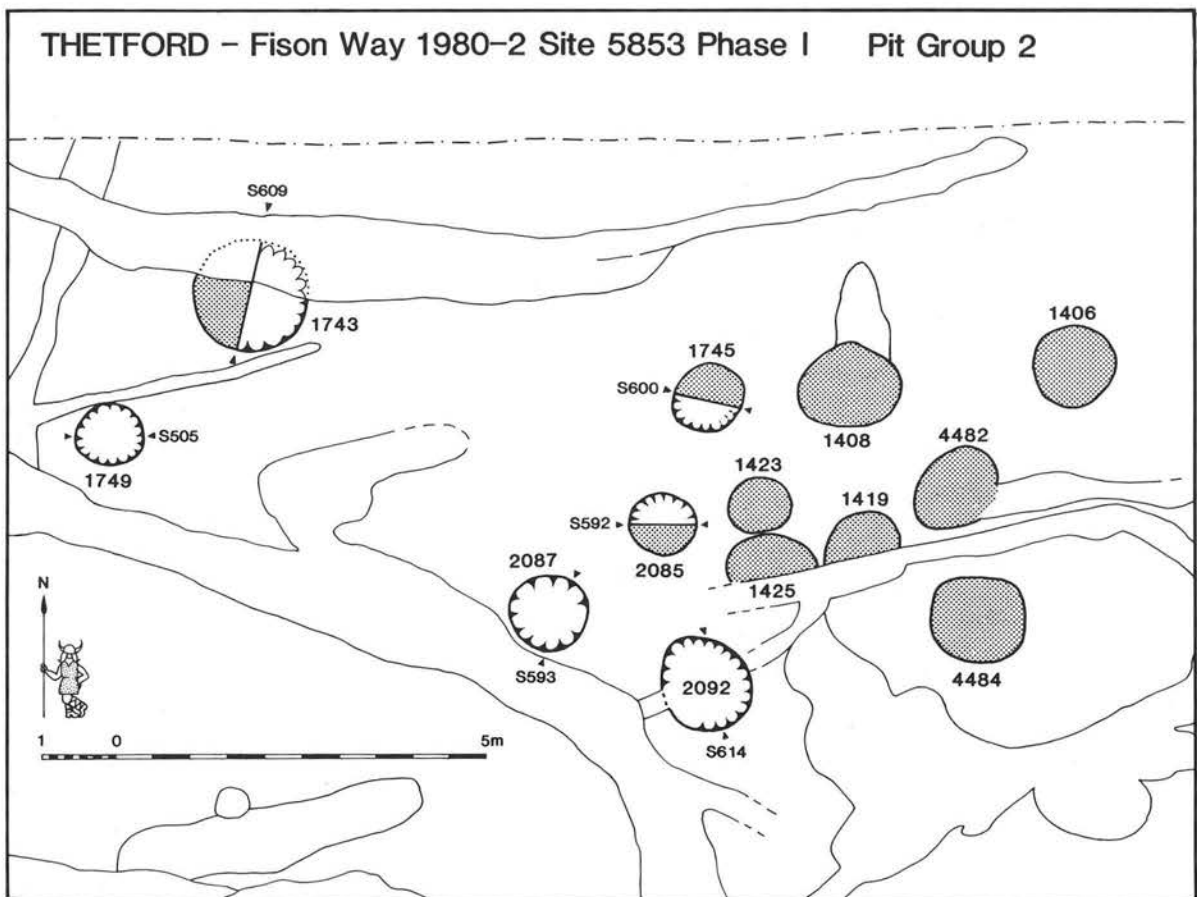 THETFORD – Fison Way 1980–2 Site 5853 Phase I Pit Group 2
S609
1743
1745
1406
S600
1408
S505
1749
1423
4482
1419
S592
2085
2087
1425
S593
2092
4484
S614
N
1 0 5m